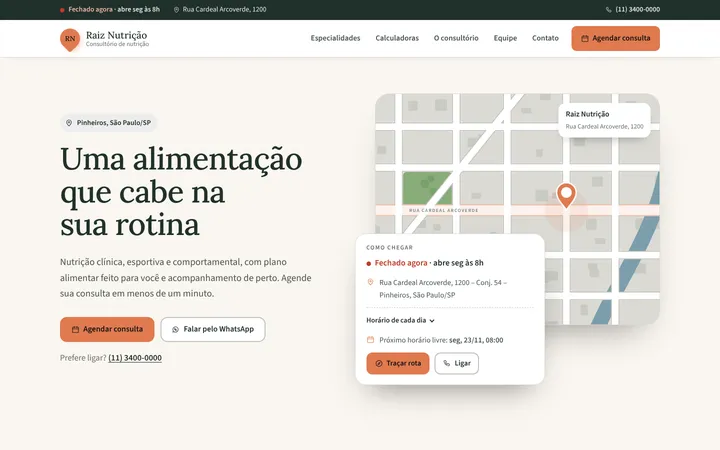 Fechado agora · abre seg às 8h
Rua Cardeal Arcoverde, 1200
(11) 3400-0000
RN
Raiz Nutrição
Consultório de nutrição
Especialidades
Calculadoras
O consultório
Equipe
Contato
Agendar consulta
Pinheiros, São Paulo/SP
Uma alimentação
que cabe na
sua rotina
Nutrição clínica, esportiva e comportamental, com plano
alimentar feito para você e acompanhamento de perto. Agende
sua consulta em menos de um minuto.
Agendar consulta
Falar pelo WhatsApp
Prefere ligar? (11) 3400-0000
Raiz Nutrição
Rua Cardeal Arcoverde, 1200
RUA CARDEAL ARCOVERDE
COMO CHEGAR
Fechado agora · abre seg às 8h
Rua Cardeal Arcoverde, 1200 – Conj. 54 –
Pinheiros, São Paulo/SP
Horário de cada dia
Próximo horário livre: seg, 23/11, 08:00
Traçar rota
Ligar